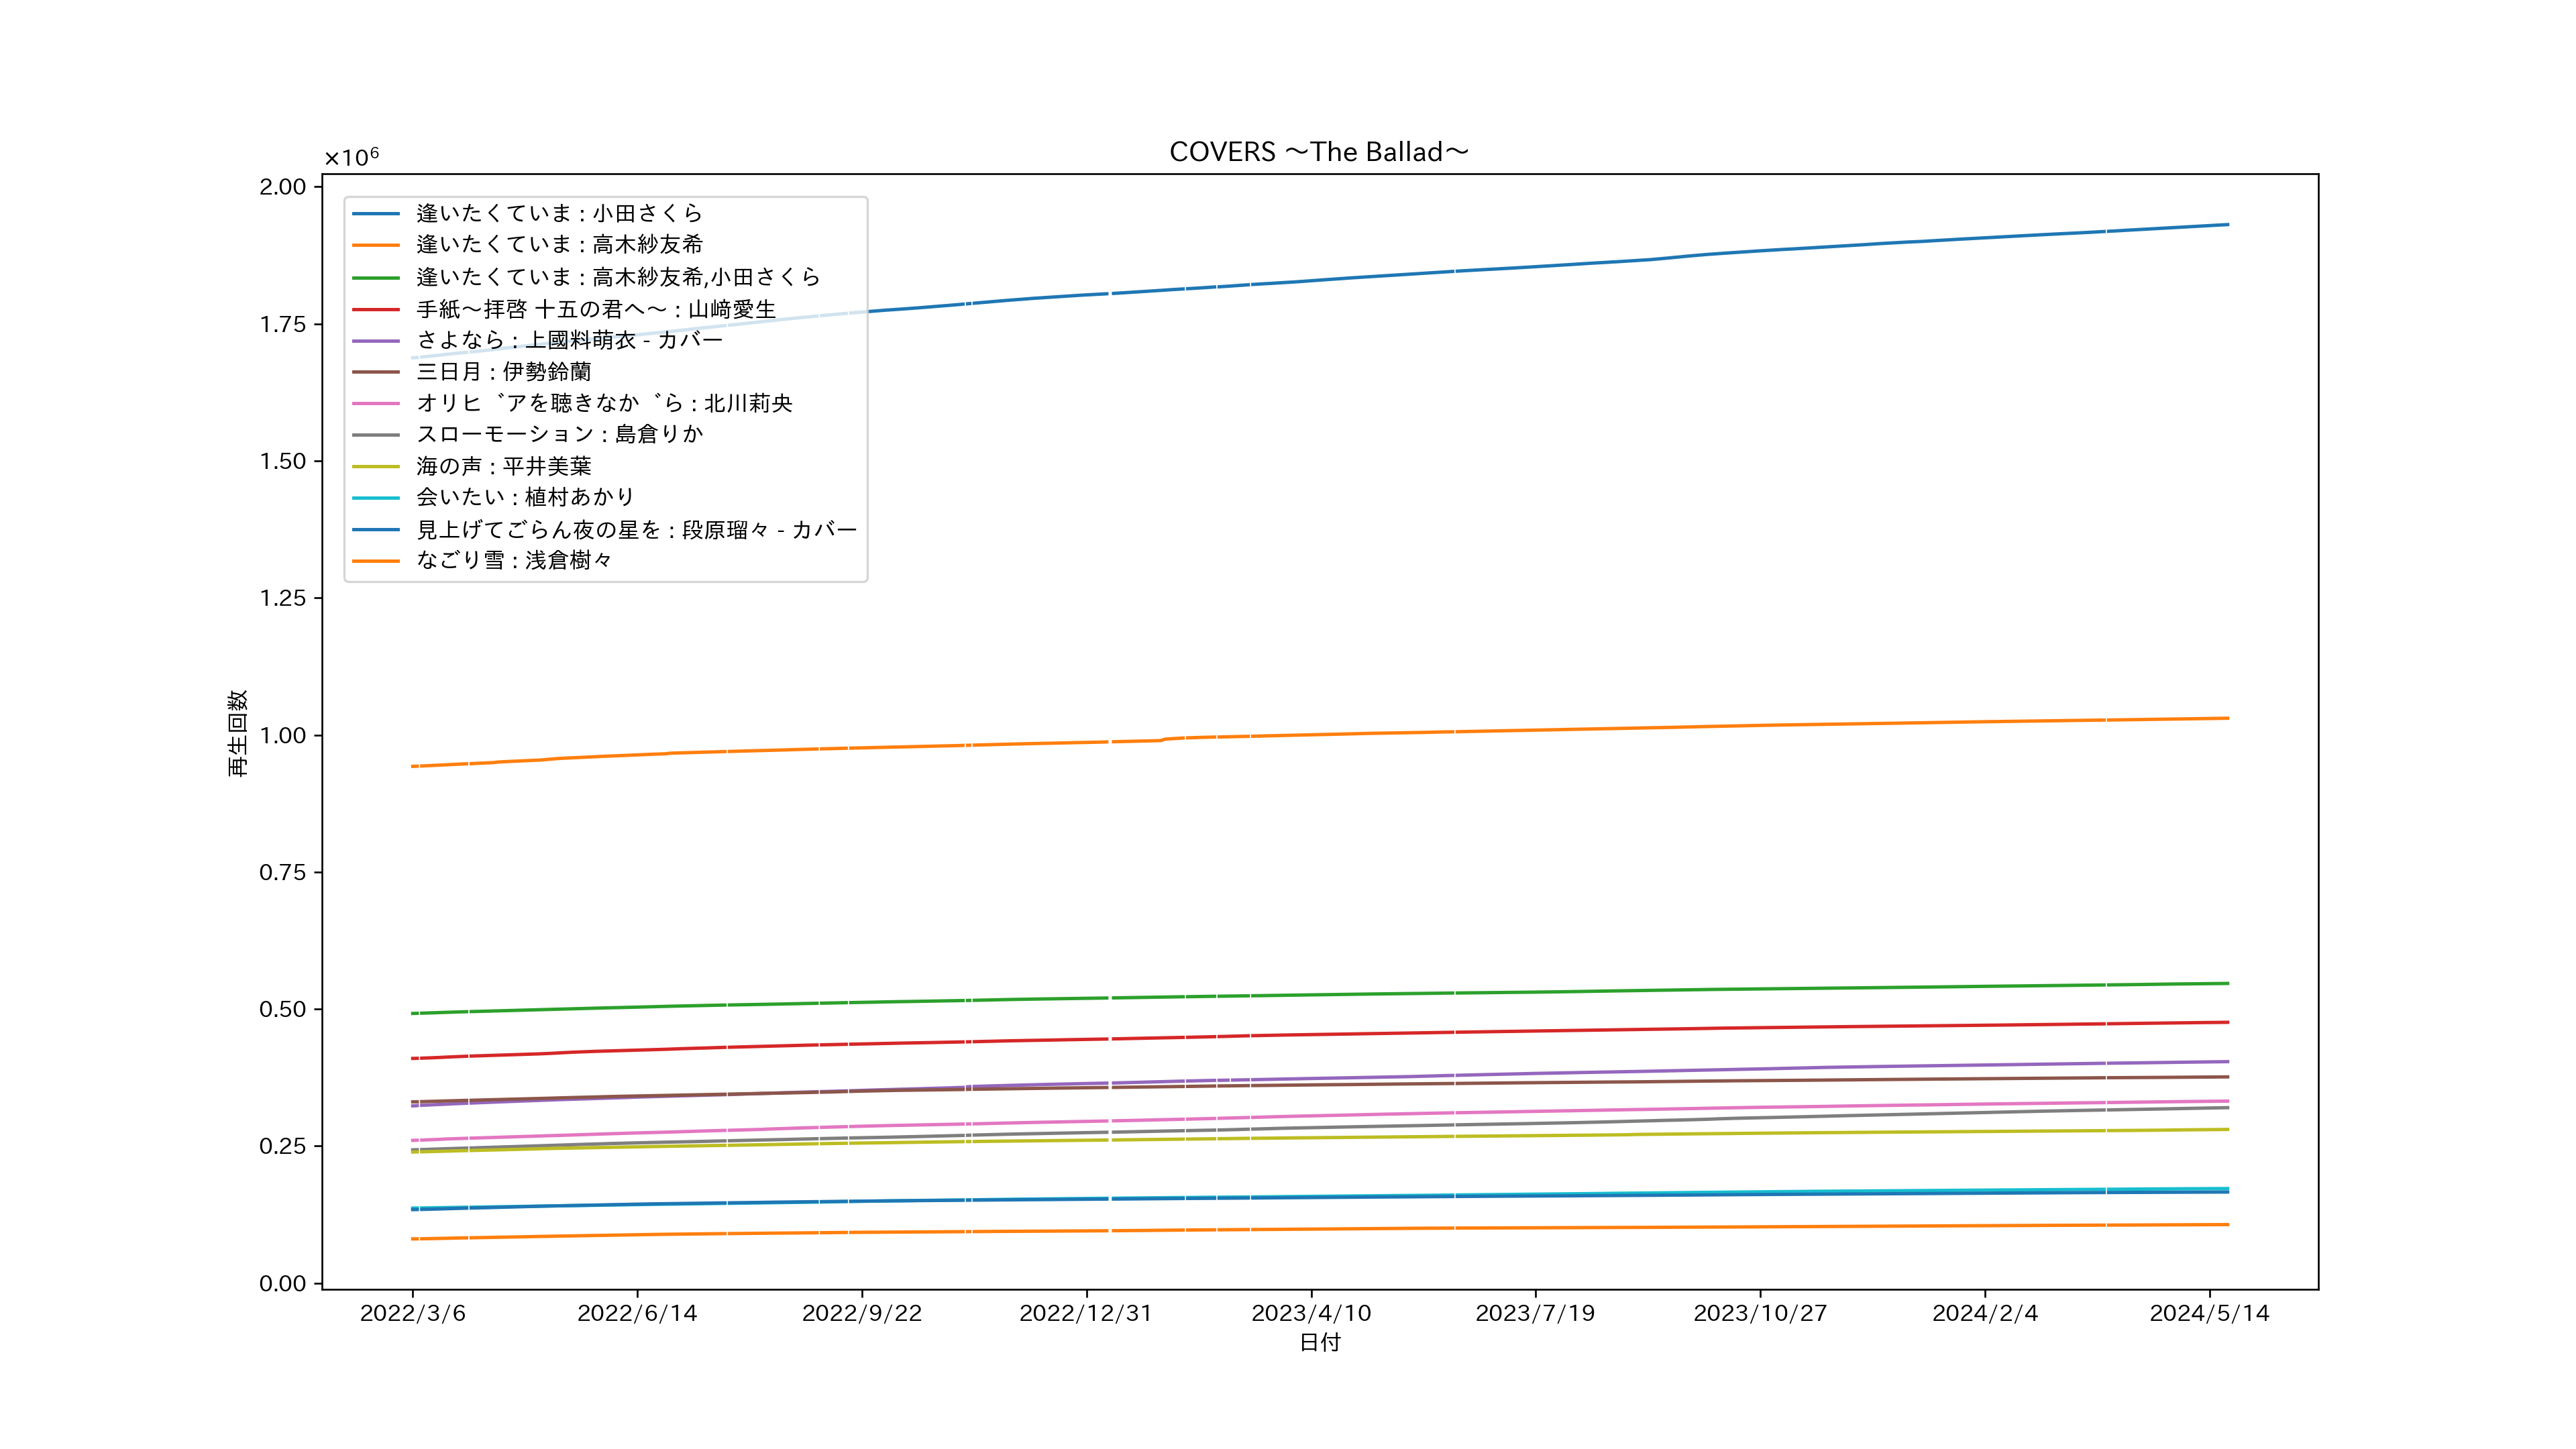 COVERS ～The Ballad～
×10⁶
2.00
1.75
1.50
1.25
1.00
0.75
0.50
0.25
0.00
再生回数
逢いたくていま : 小田さくら
逢いたくていま : 高木紗友希
逢いたくていま : 高木紗友希,小田さくら
手紙～拝啓 十五の君へ～ : 山﨑愛生
さよなら : 上國料萌衣 - カバー
三日月 : 伊勢鈴蘭
オリヒ゛アを聴きなか゛ら : 北川莉央
スローモーション : 島倉りか
海の声 : 平井美葉
会いたい : 植村あかり
見上げてごらん夜の星を : 段原瑠々 - カバー
なごり雪 : 浅倉樹々
2022/3/6
2022/6/14
2022/9/22
2022/12/31
2023/4/10
2023/7/19
2023/10/27
2024/2/4
2024/5/14
日付